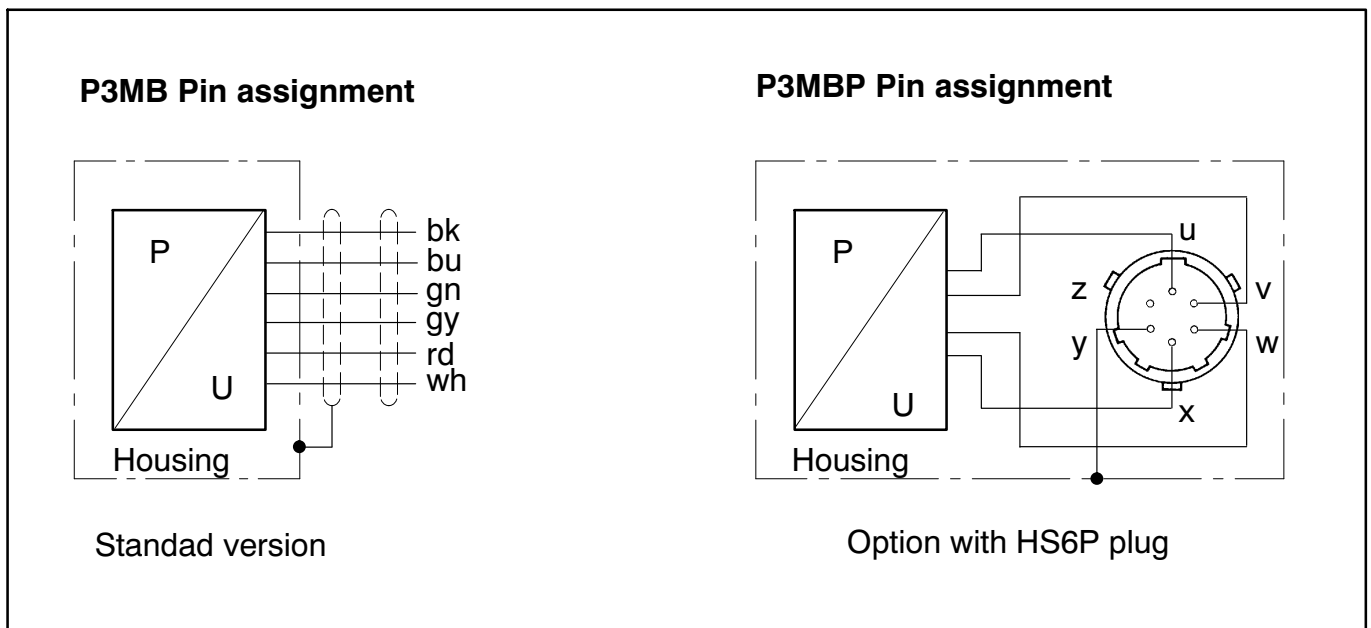 P3MB Pin assignment
P
U
bk
bu
gn
gy
rd
wh
Housing
Standad version
P3MBP Pin assignment
P
U
u
z
v
y
w
x
Housing
Option with HS6P plug